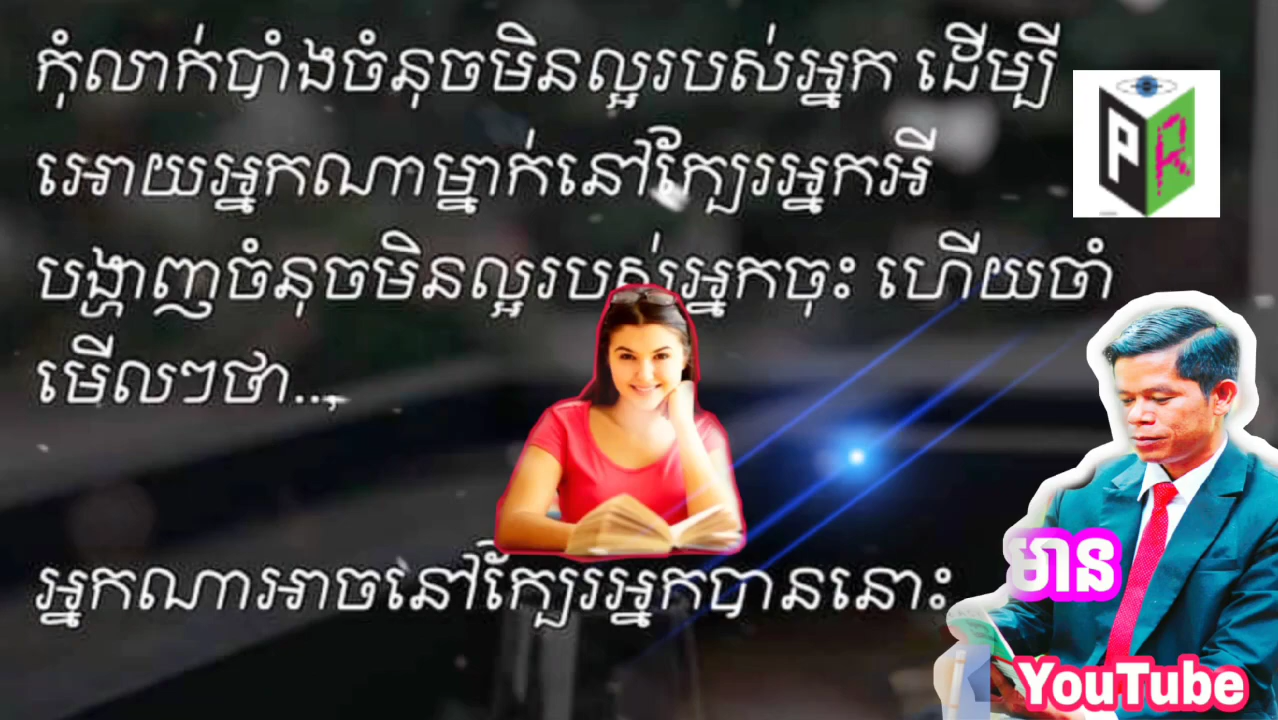 កុំលាក់បាំងចំនុចមិនល្អរបស់អ្នក ដើម្បី
អោយអ្នកណាម្នាក់នៅក្បែរអ្នកអី
បង្ហាញចំនុចមិនល្អរបស់អ្នកចុះ ហើយចាំ
មើលៗថា...,
អ្នកណាអាចនៅក្បែរអ្នកបាននោះ
PR
មាន
YouTube